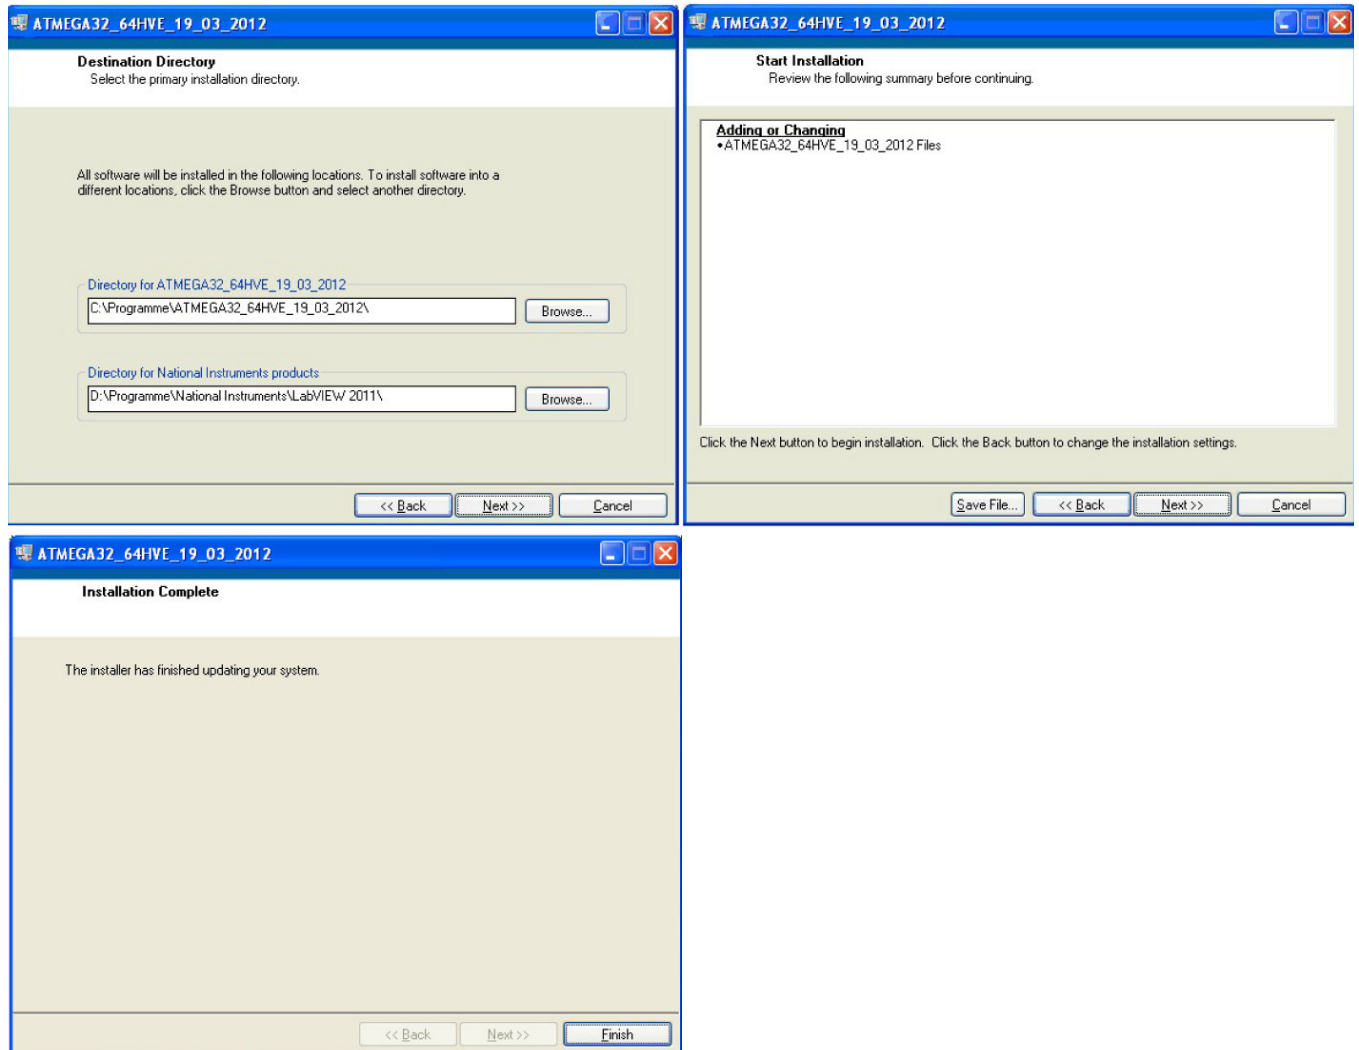 ATMEGA32_64HVE_19_03_2012
Destination Directory
Select the primary installation directory.
All software will be installed in the following locations. To install software into a
different locations, click the Browse button and select another directory.
Directory for ATMEGA32_64HVE_19_03_2012
C:\Programme\ATMEGA32_64HVE_19_03_2012\
Browse...
Directory for National Instruments products
D:\Programme\National Instruments\LabVIEW 2011\
Browse...
<< Back
Next >>
Cancel
ATMEGA32_64HVE_19_03_2012
Start Installation
Review the following summary before continuing.
Adding or Changing
•ATMEGA32_64HVE_19_03_2012 Files
Click the Next button to begin installation. Click the Back button to change the installation settings.
Save File...
<< Back
Next >>
Cancel
ATMEGA32_64HVE_19_03_2012
Installation Complete
The installer has finished updating your system.
<< Back
Next >>
Finish